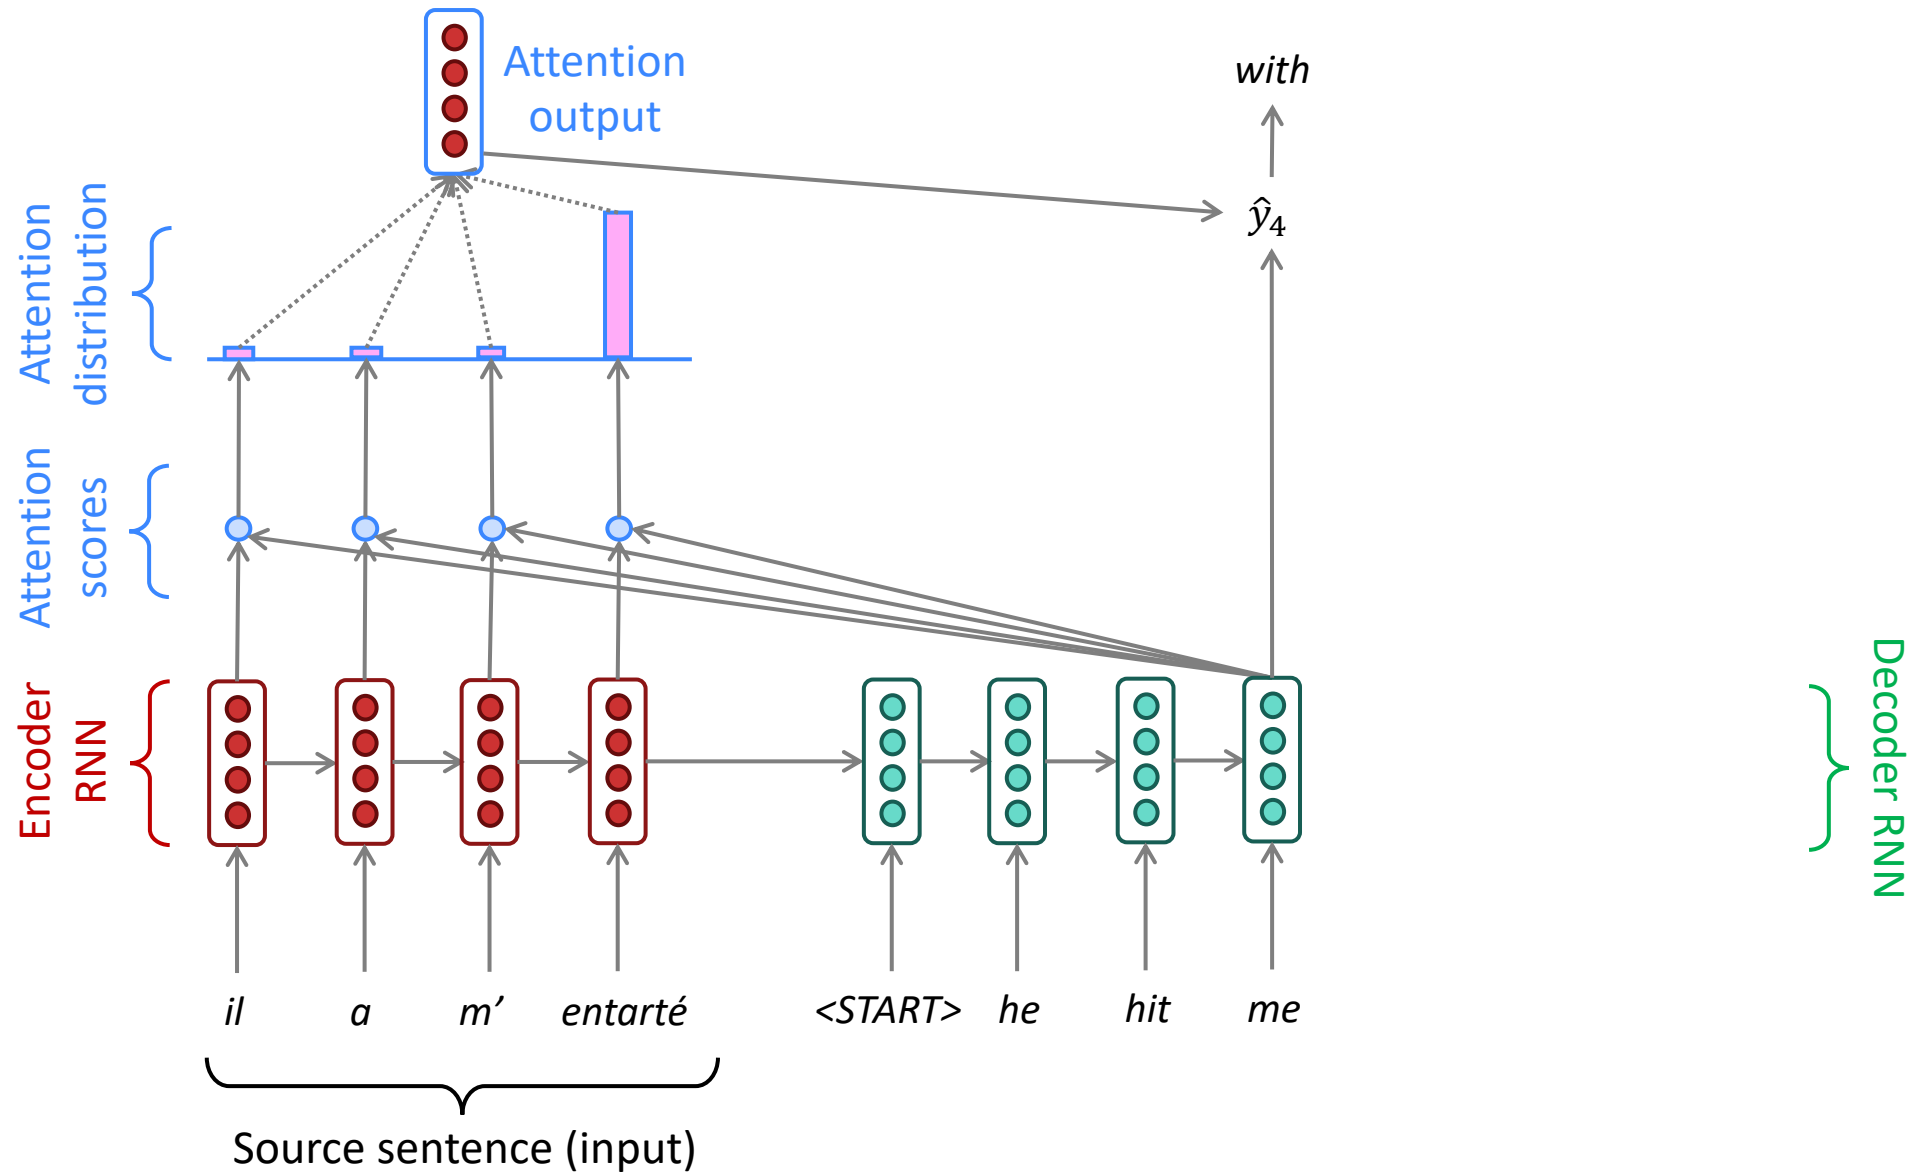 Attention
output
with
Attention
distribution
ŷ4
Attention
scores
Encoder
RNN
Decoder RNN
il a m’ entarté <START> he hit me
Source sentence (input)